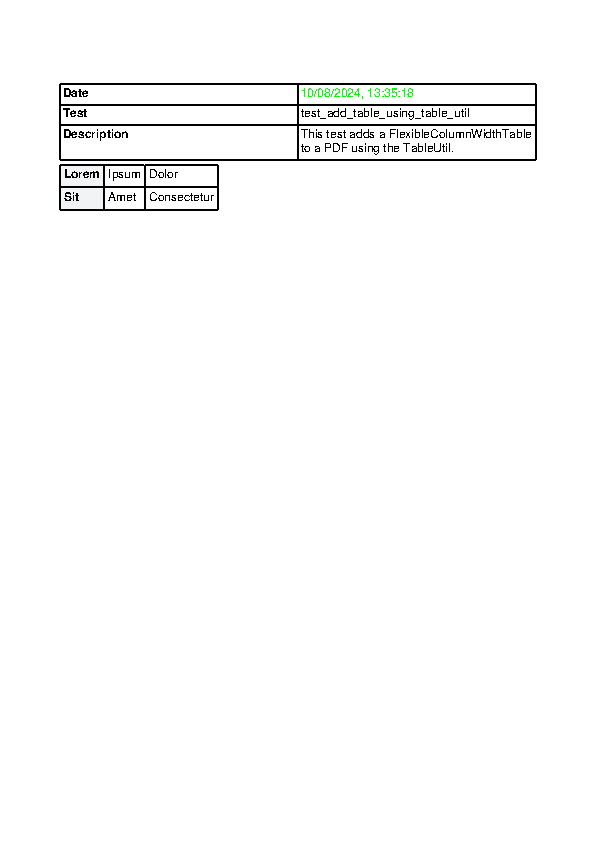 Date 10/08/2024, 13:35:18
Test test_add_table_using_table_util
Description This test adds a FlexibleColumnWidthTable
to a PDF using the TableUtil.
Lorem Ipsum Dolor
Sit Amet Consectetur